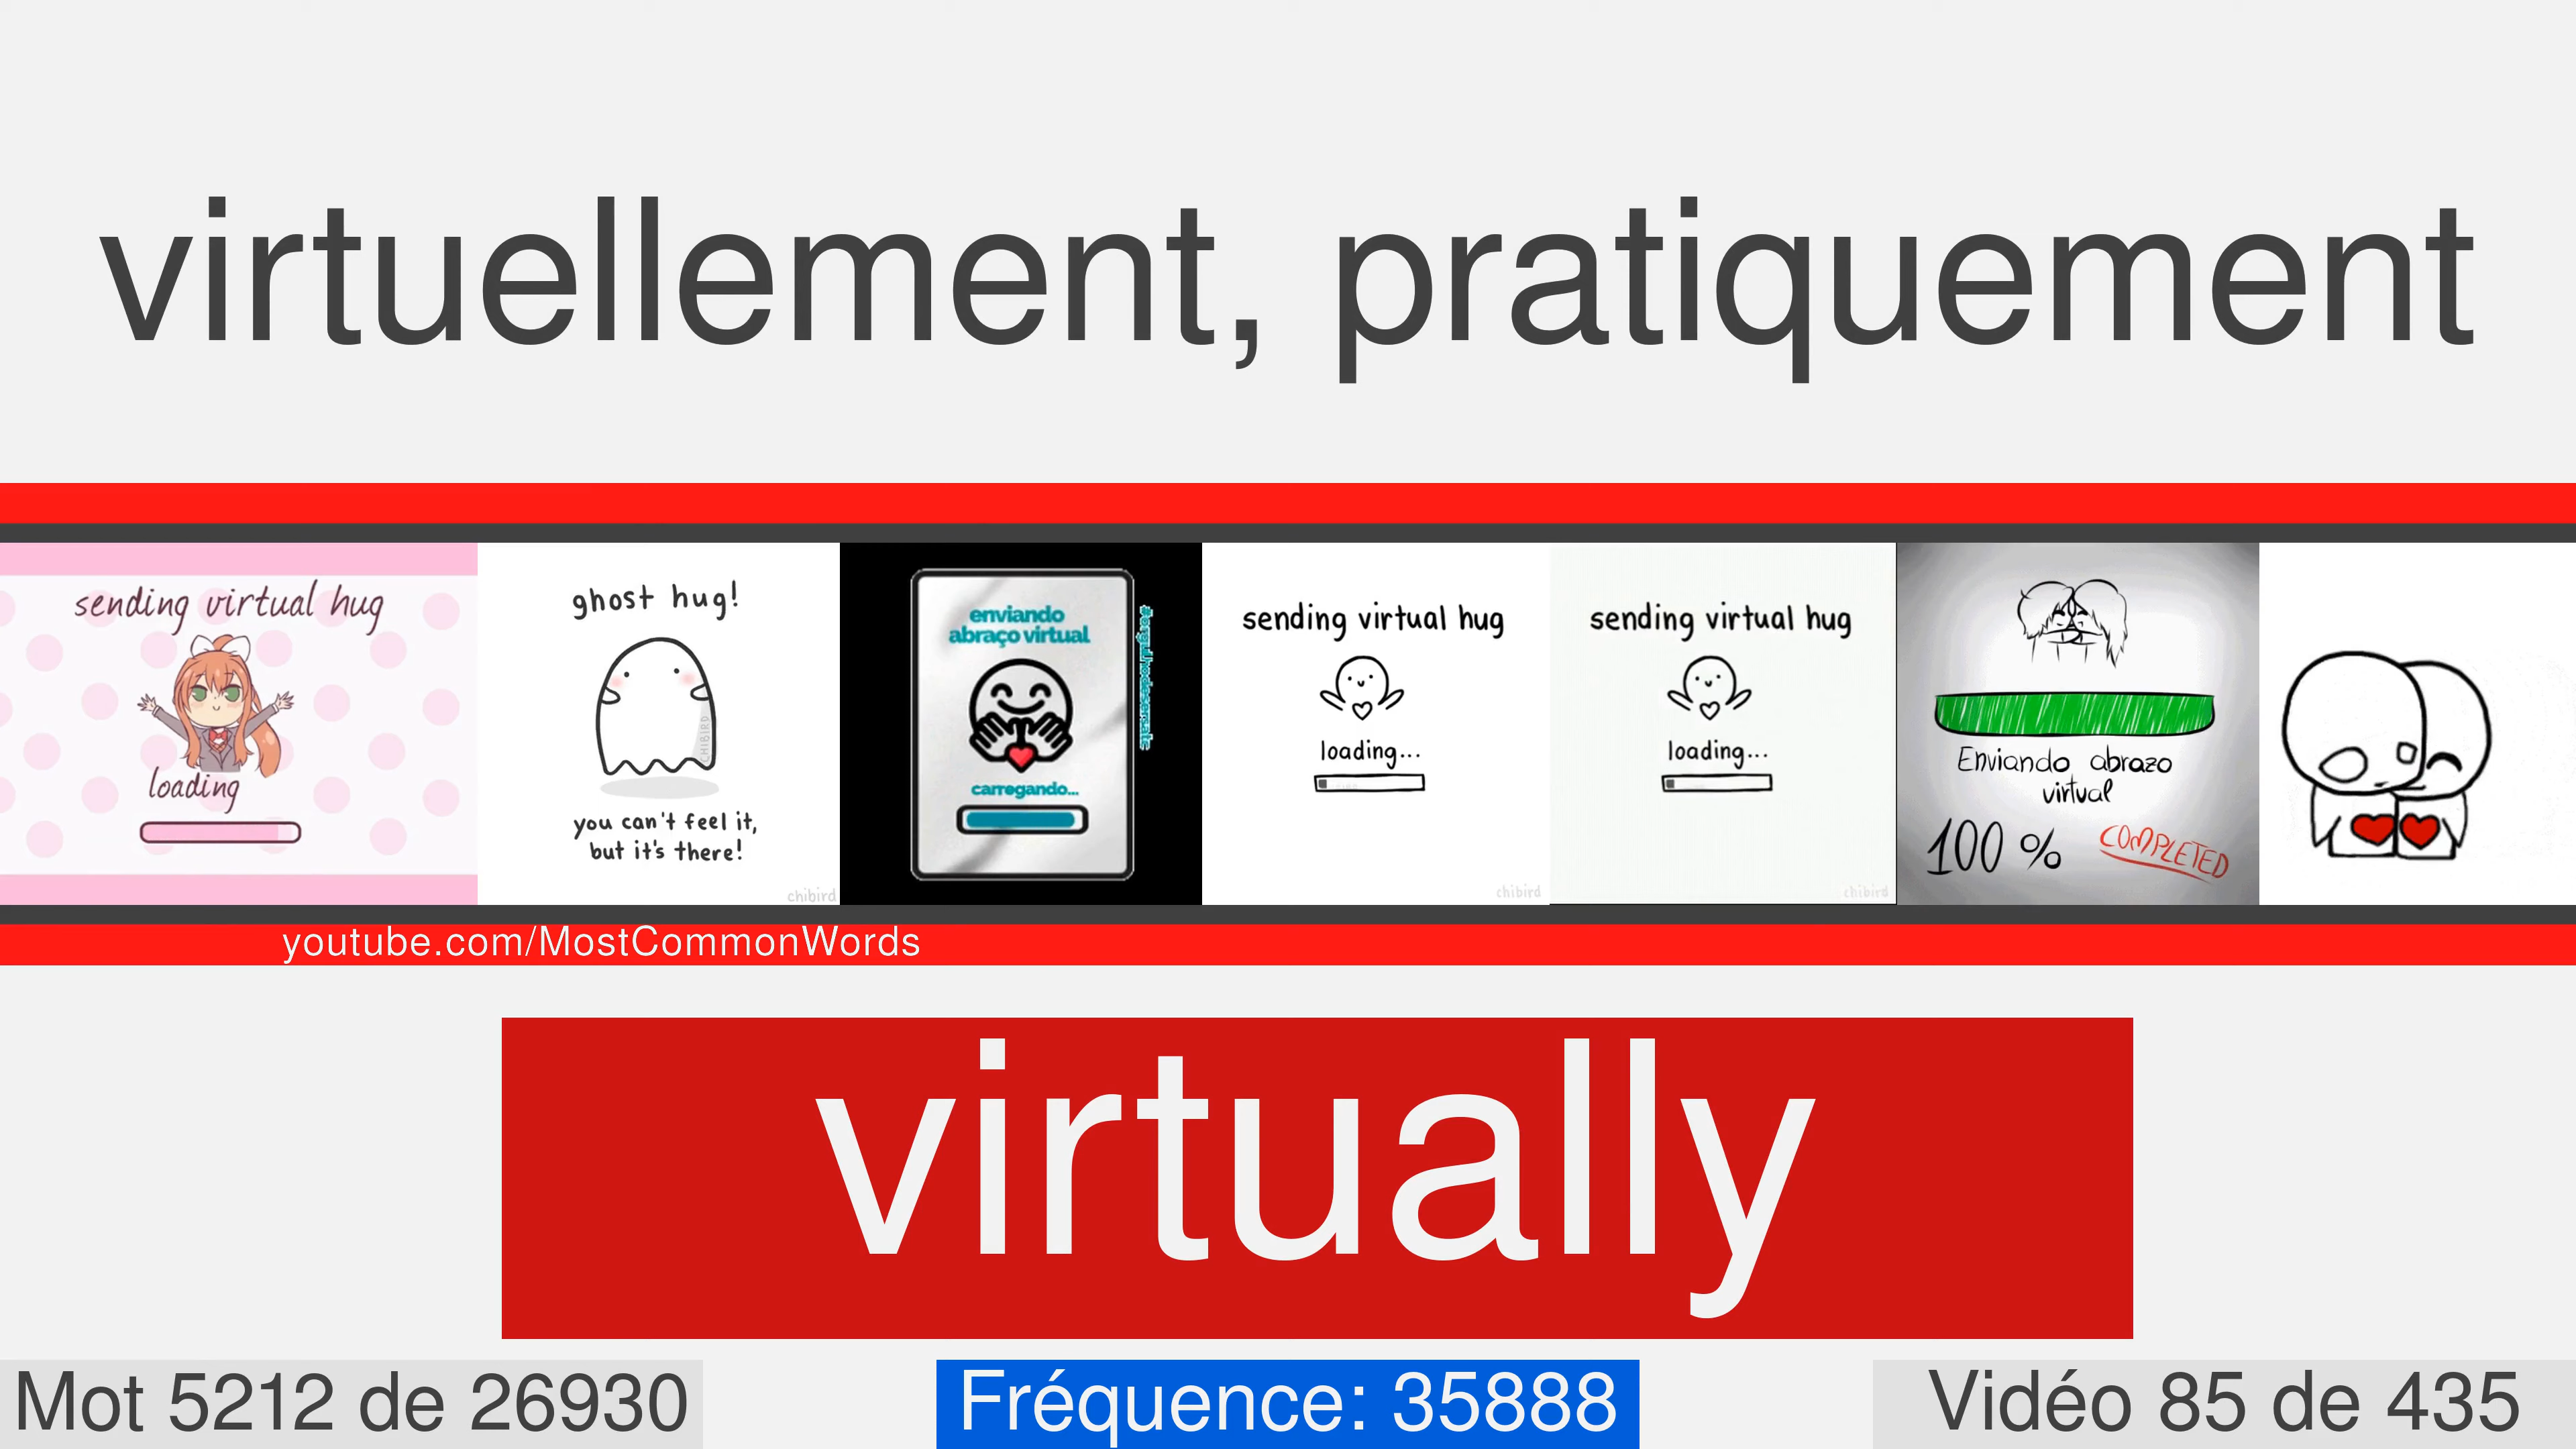 virtuellement, pratiquement
sending virtual hug
loading
ghost hug!
CHIBIRD
you can't feel it,
but it's there!
chibird
enviando
abraço virtual
carregando...
sending virtual hug
loading...
chibird
sending virtual hug
loading...
chibird
Enviando abrazo
virtual
100 %
COMPLETED
youtube.com/MostCommonWords
virtually
Mot 5212 de 26930
Fréquence: 35888
Vidéo 85 de 435